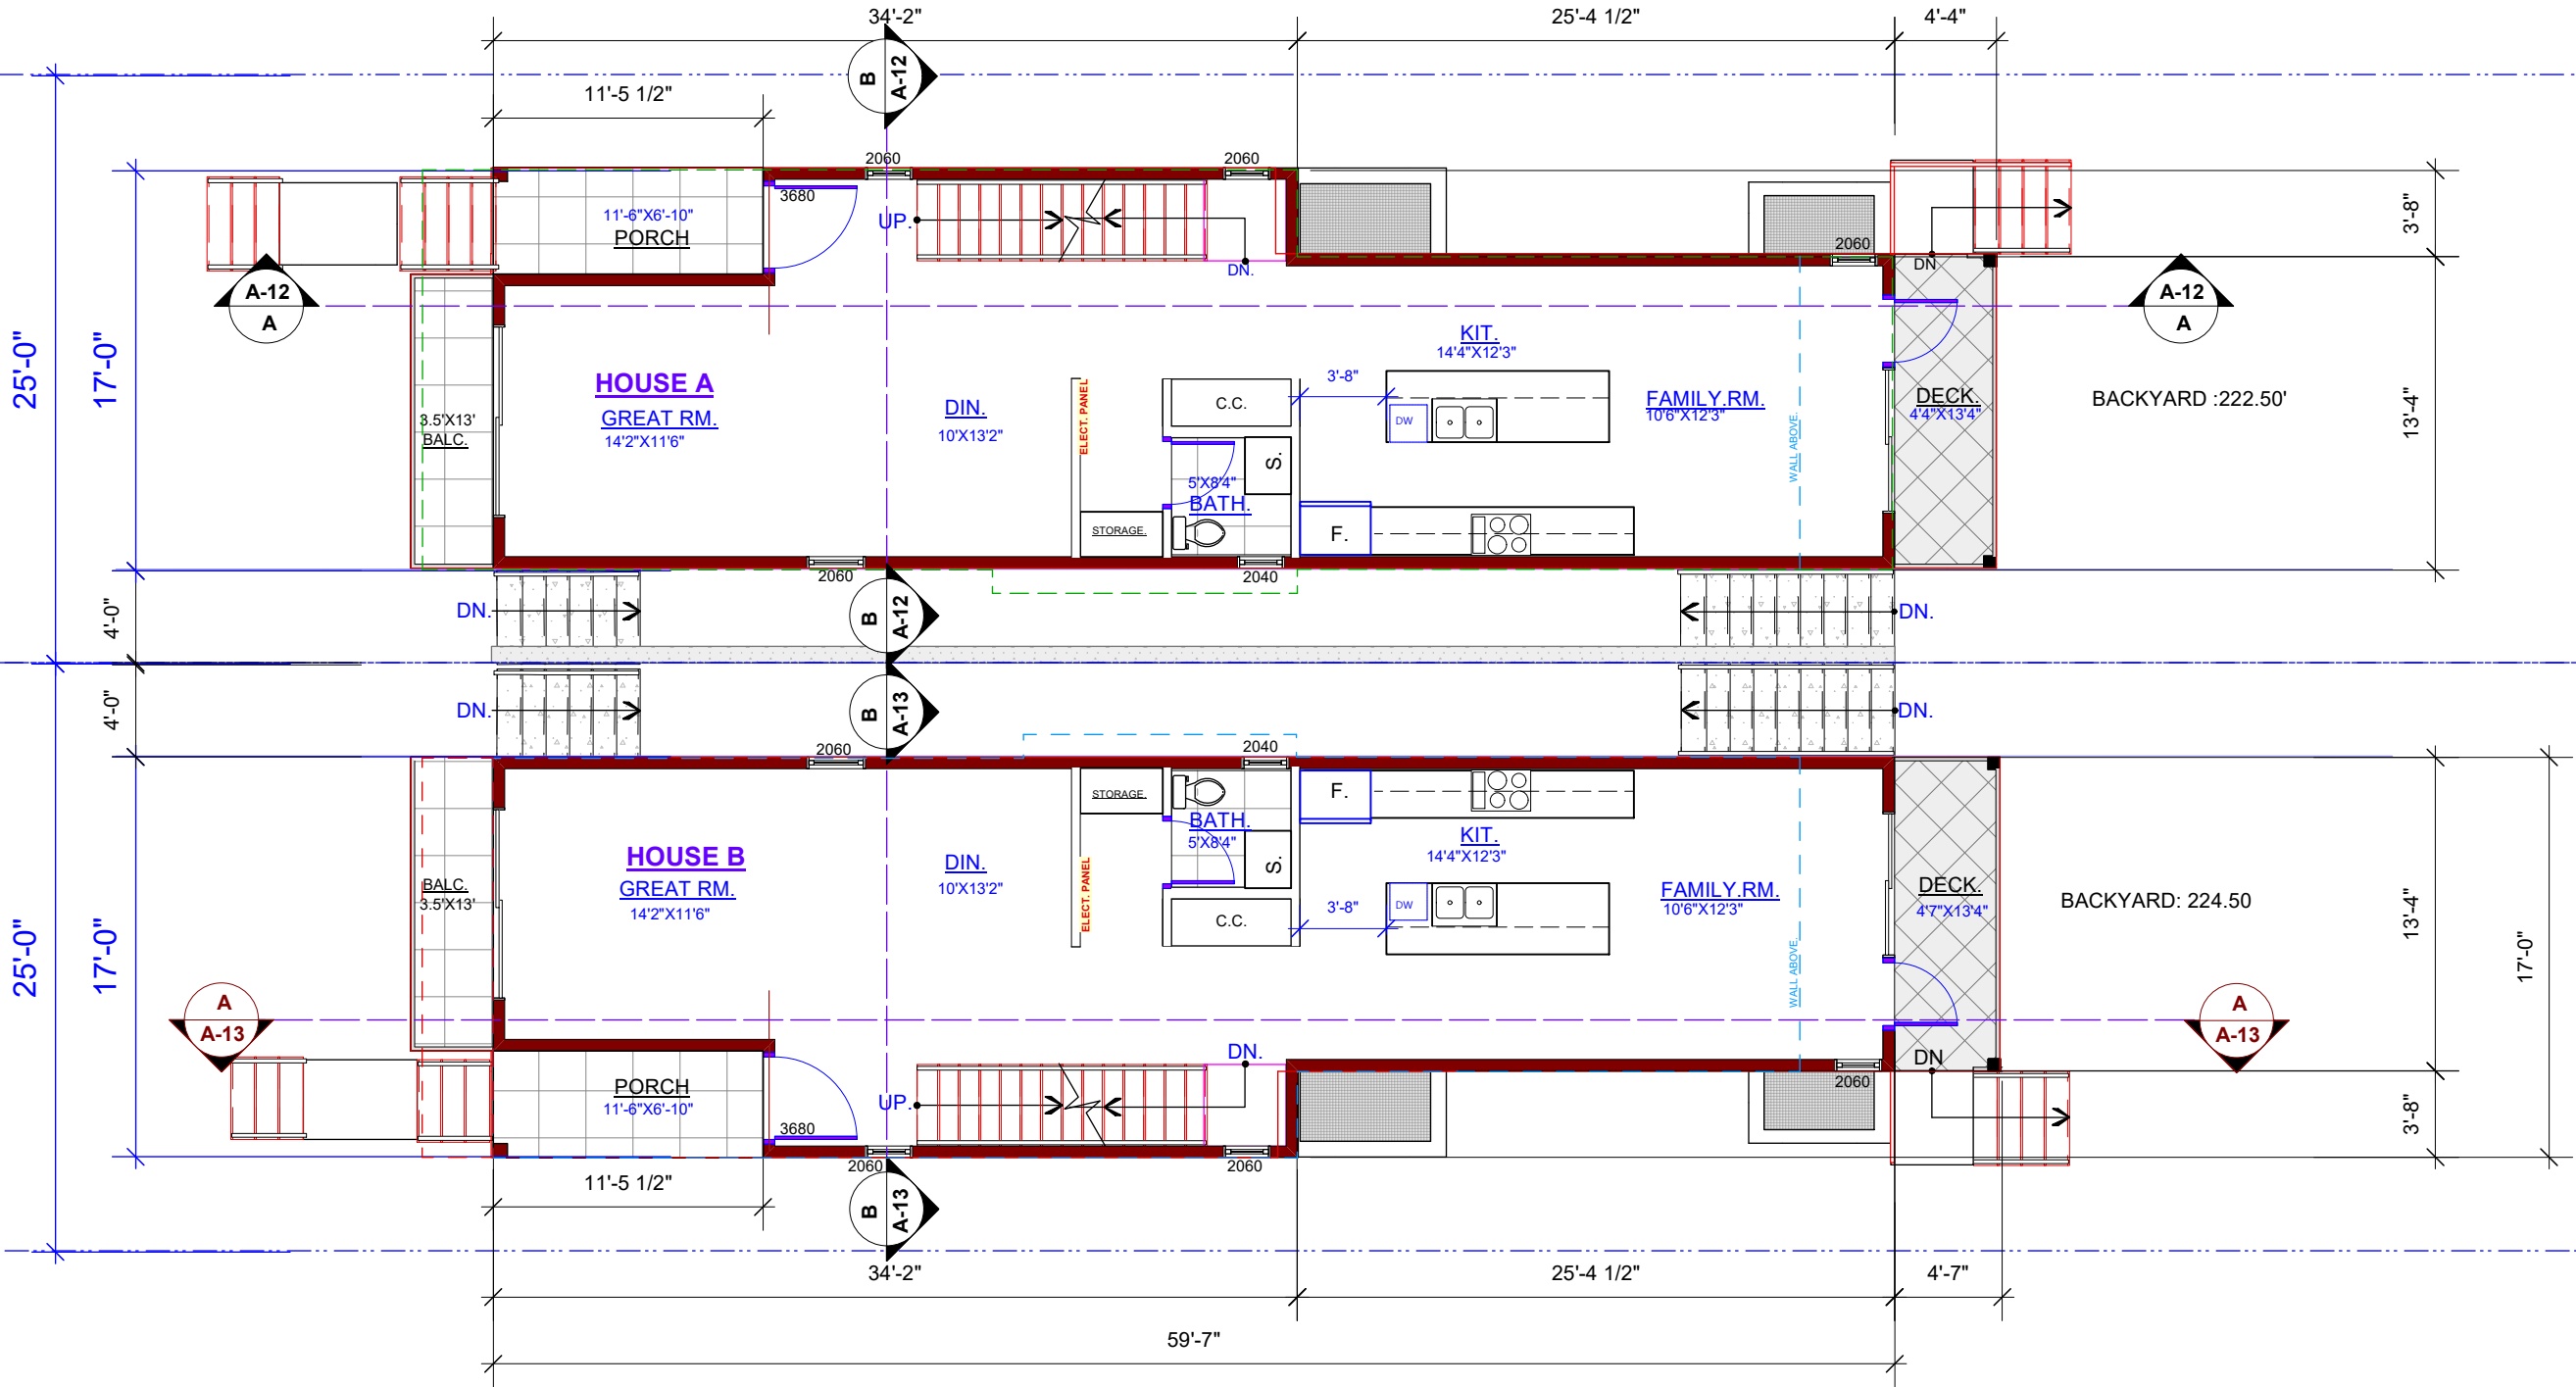 34'-2"
25'-4 1/2"
4'-4"
B
A-12
11'-5 1/2"
2060
2060
3680
11'-6"X6'-10"
PORCH
UP.
DN.
2060
DN
3'-8"
A-12
A
A-12
A
25'-0"
17'-0"
HOUSE A
GREAT RM.
14'2"X11'6"
3.5'X13'
BALC.
DIN.
10'X13'2"
ELECT. PANEL
C.C.
3'-8"
KIT.
14'4"X12'3"
DW
FAMILY.RM.
10'6"X12'3"
WALL ABOVE.
DECK.
4'4"X13'4"
BACKYARD :222.50'
13'-4"
S.
5'X8'4"
BATH.
STORAGE.
F.
2060
2040
4'-0"
DN.
B
A-12
DN.
4'-0"
DN.
B
A-13
DN.
2060
2040
STORAGE.
BATH.
5'X8'4"
S.
F.
KIT.
14'4"X12'3"
HOUSE B
GREAT RM.
14'2"X11'6"
BALC.
3.5'X13'
DIN.
10'X13'2"
ELECT. PANEL
C.C.
3'-8"
DW
FAMILY.RM.
10'6"X12'3"
WALL ABOVE.
DECK.
4'7"X13'4"
BACKYARD: 224.50
13'-4"
17'-0"
25'-0"
17'-0"
A
A-13
A
A-13
DN.
DN
PORCH
11'-6"X6'-10"
UP.
3680
2060
2060
2060
3'-8"
11'-5 1/2"
B
A-13
34'-2"
25'-4 1/2"
4'-7"
59'-7"